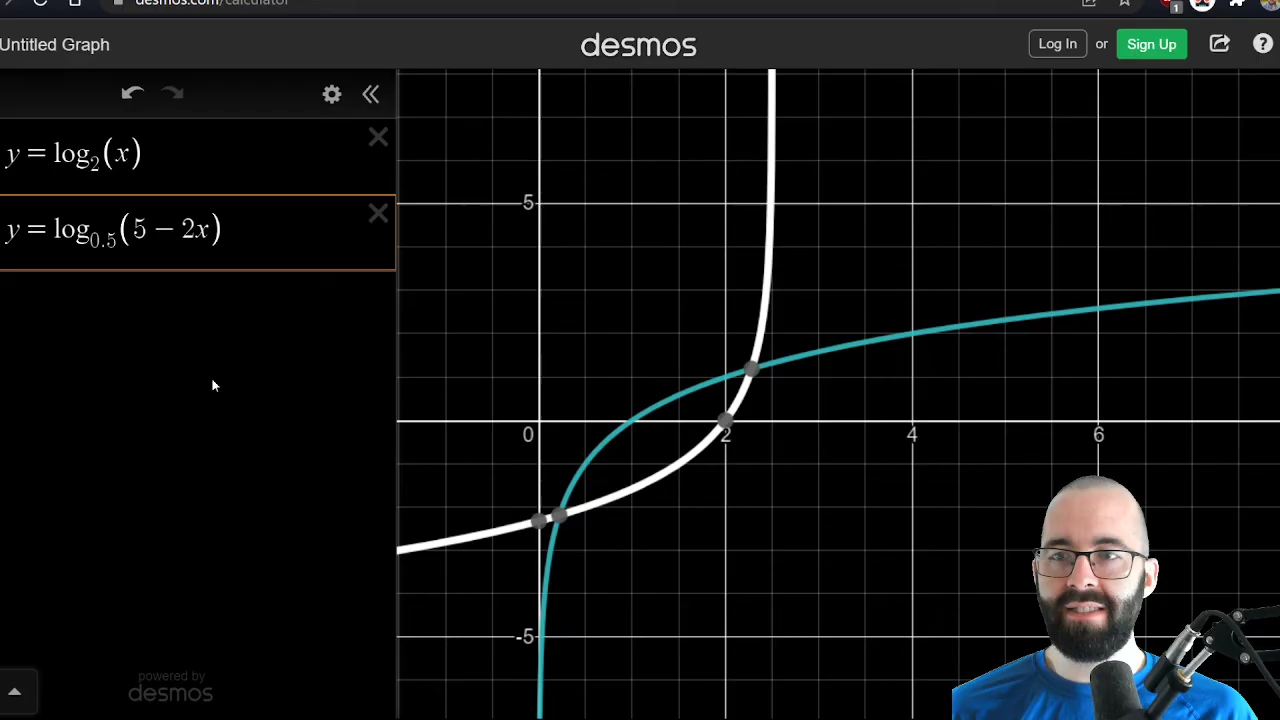 desmos.com/calculator
1
Untitled Graph
desmos
Log In or Sign Up
?
y = log₂(x)
y = log₀.₅(5 − 2x)
5
0
2
4
6
-5
powered by
desmos